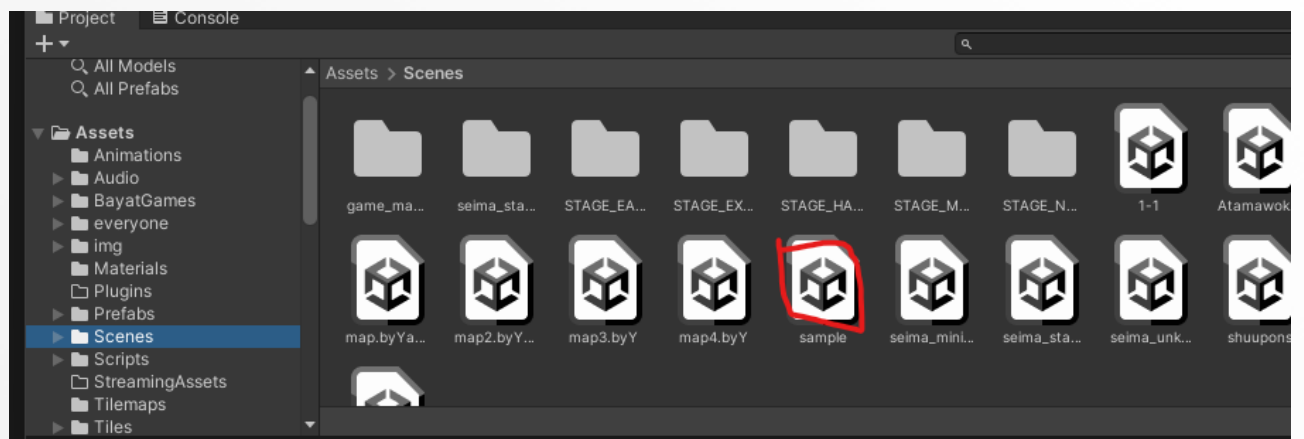 Project
Console
All Models
All Prefabs
Assets > Scenes
Assets
Animations
Audio
BayatGames
everyone
img
Materials
Plugins
Prefabs
Scenes
Scripts
StreamingAssets
Tilemaps
Tiles
game_ma...
seima_sta...
STAGE_EA...
STAGE_EX...
STAGE_HA...
STAGE_M...
STAGE_N...
1-1
Atamawok
map.byYa...
map2.byY...
map3.byY
map4.byY
sample
seima_mini...
seima_sta...
seima_unk...
shuupons